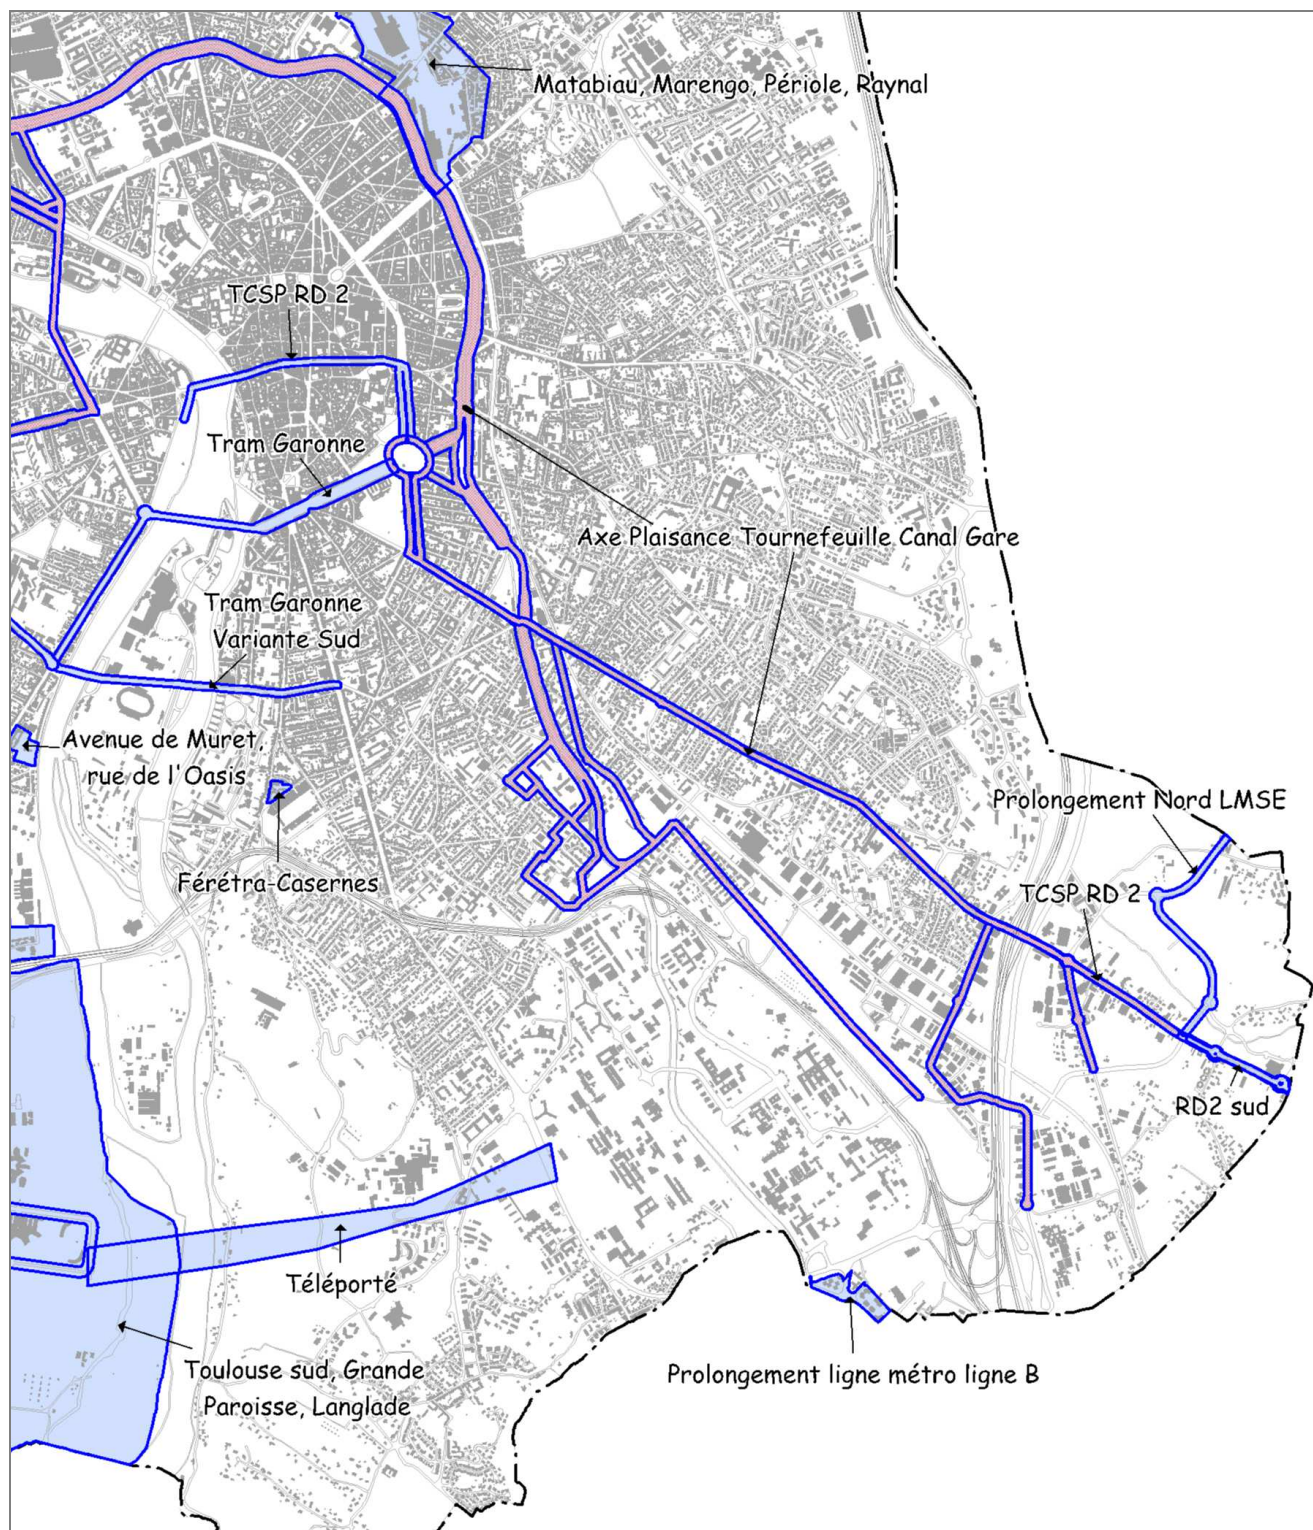 Matabiau, Marengo, Périole, Raynal
TCSP RD 2
Tram Garonne
Axe Plaisance Tournefeuille Canal Gare
Tram Garonne
Variante Sud
Avenue de Muret,
rue de l'Oasis
Prolongement Nord LMSE
Férétra-Casernes
TCSP RD 2
RD2 sud
Téléporté
Toulouse sud, Grande
Paroisse, Langlade
Prolongement ligne métro ligne B